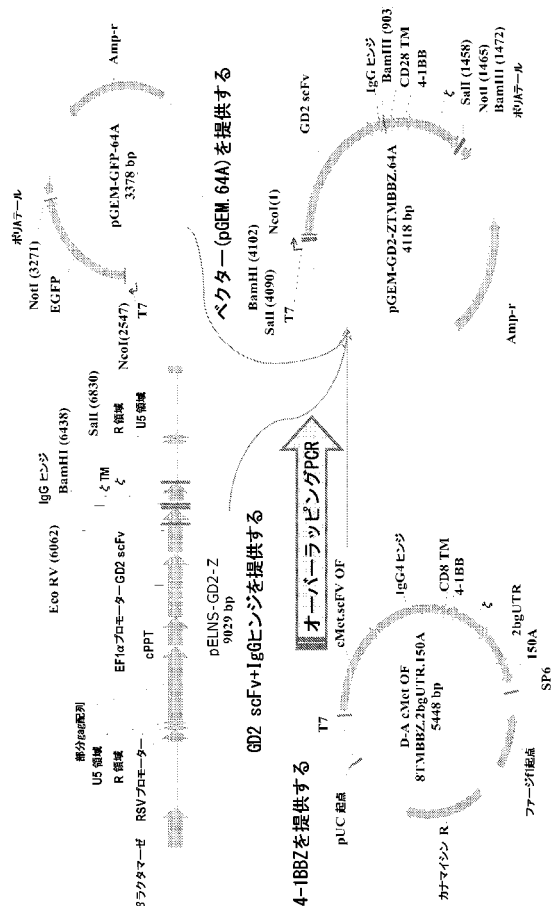 βラクタマーゼ
RSVプロモーター
R領域
U5領域
部分gag配列
cPPT
EF1αプロモーター
GD2 scFv
Eco RV (6062)
IgG ヒンジ
BamHI (6438)
ζ TM
ζ
SalI (6830)
R 領域
U5 領域
pELNS-GD2-Z
9029 bp
GD2 scFv+IgGヒンジを提供する
NotI (3271)
ポリAテール
EGFP
Amp-r
pGEM-GFP-64A
3378 bp
NcoI(2547)
T7
ベクター(pGEM.64A)を提供する
オーバーラッピングPCR
4-1BBZを提供する
pUC 起点
T7
cMet.scFV OF
IgG4 ヒンジ
CD8 TM
4-1BB
ζ
2bgUTR
150A
SP6
ファージf1起点
カナマイシン R
D-A cMet OF
8TMBBZ.2bgUTR.150A
5448 bp
SalI (4090)
BamHI (4102)
T7
NcoI(1)
GD2 scFv
IgG ヒンジ
BamHI (903
CD28 TM
4-1BB
ζ
SalI (1458)
NotI (1465)
BamHI (1472)
ポリAテール
Amp-r
pGEM-GD2-ZTMBBZ.64A
4118 bp